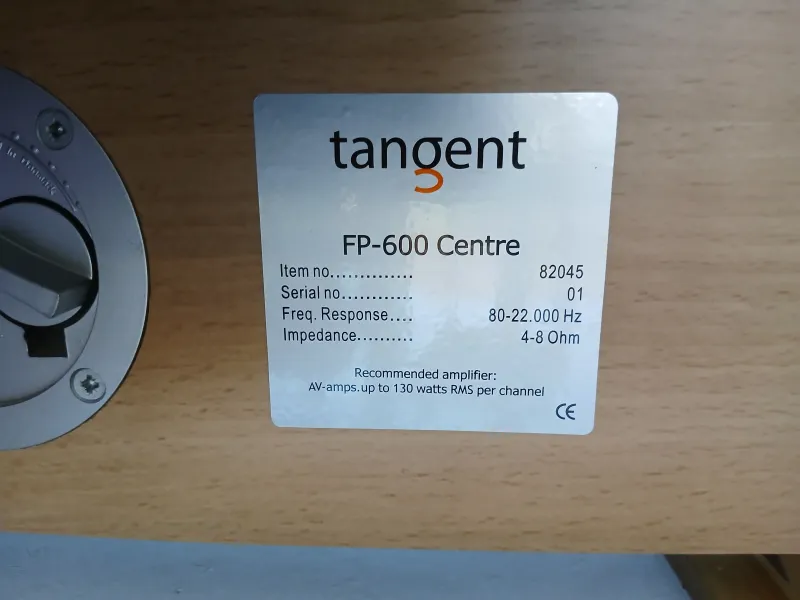 tangent
FP-600 Centre
Item no.............. 82045
Serial no............ 01
Freq. Response.... 80-22.000 Hz
Impedance.......... 4-8 Ohm
Recommended amplifier:
AV-amps.up to 130 watts RMS per channel
CE